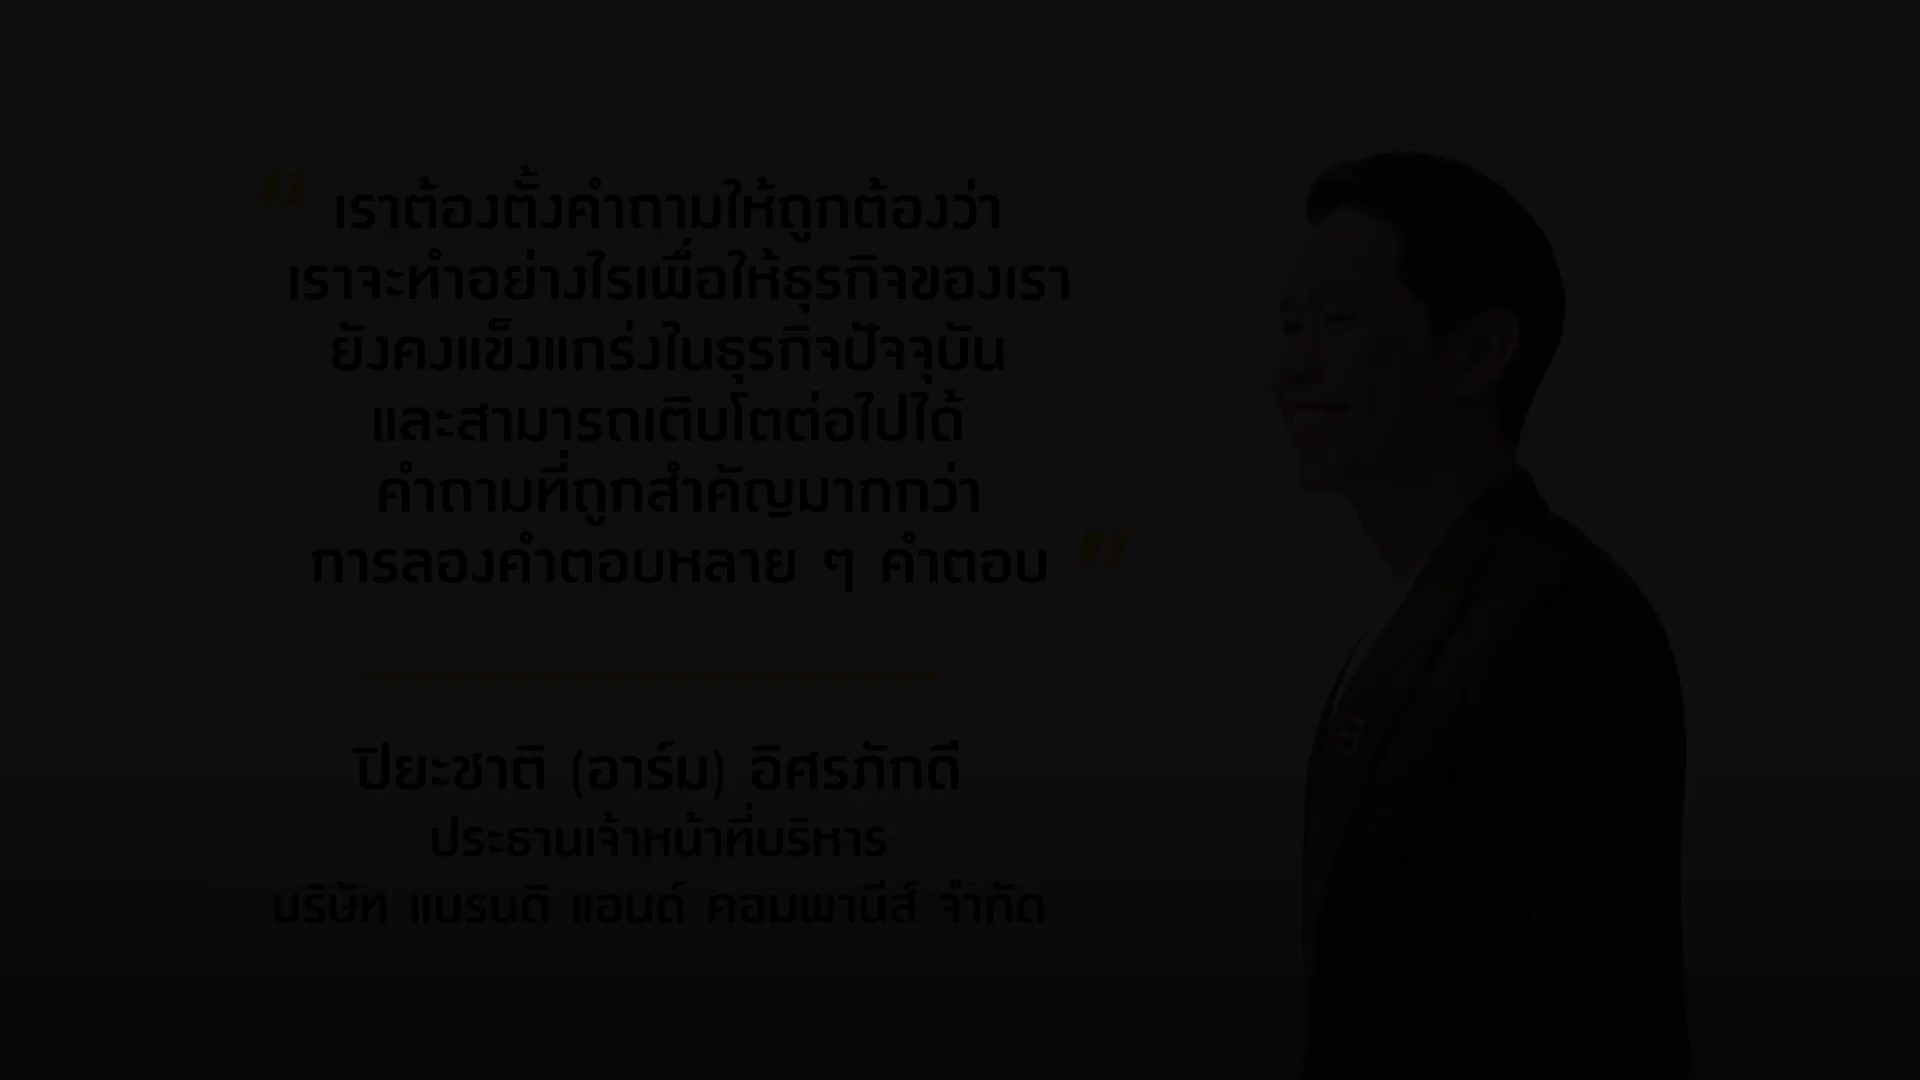 “ เราต้องตั้งคำถามให้ถูกต้องว่า
เราจะทำอย่างไรเพื่อให้ธุรกิจของเรา
ยังคงแข็งแกร่งในธุรกิจปัจจุบัน
และสามารถเติบโตต่อไปได้
คำถามที่ถูกสำคัญมากกว่า
การลองคำตอบหลาย ๆ คำตอบ ”
ปิยะชาติ (อาร์ม) อิศรภักดี
ประธานเจ้าหน้าที่บริหาร
บริษัท แบรนดิ แอนด์ คอมพานีส์ จำกัด